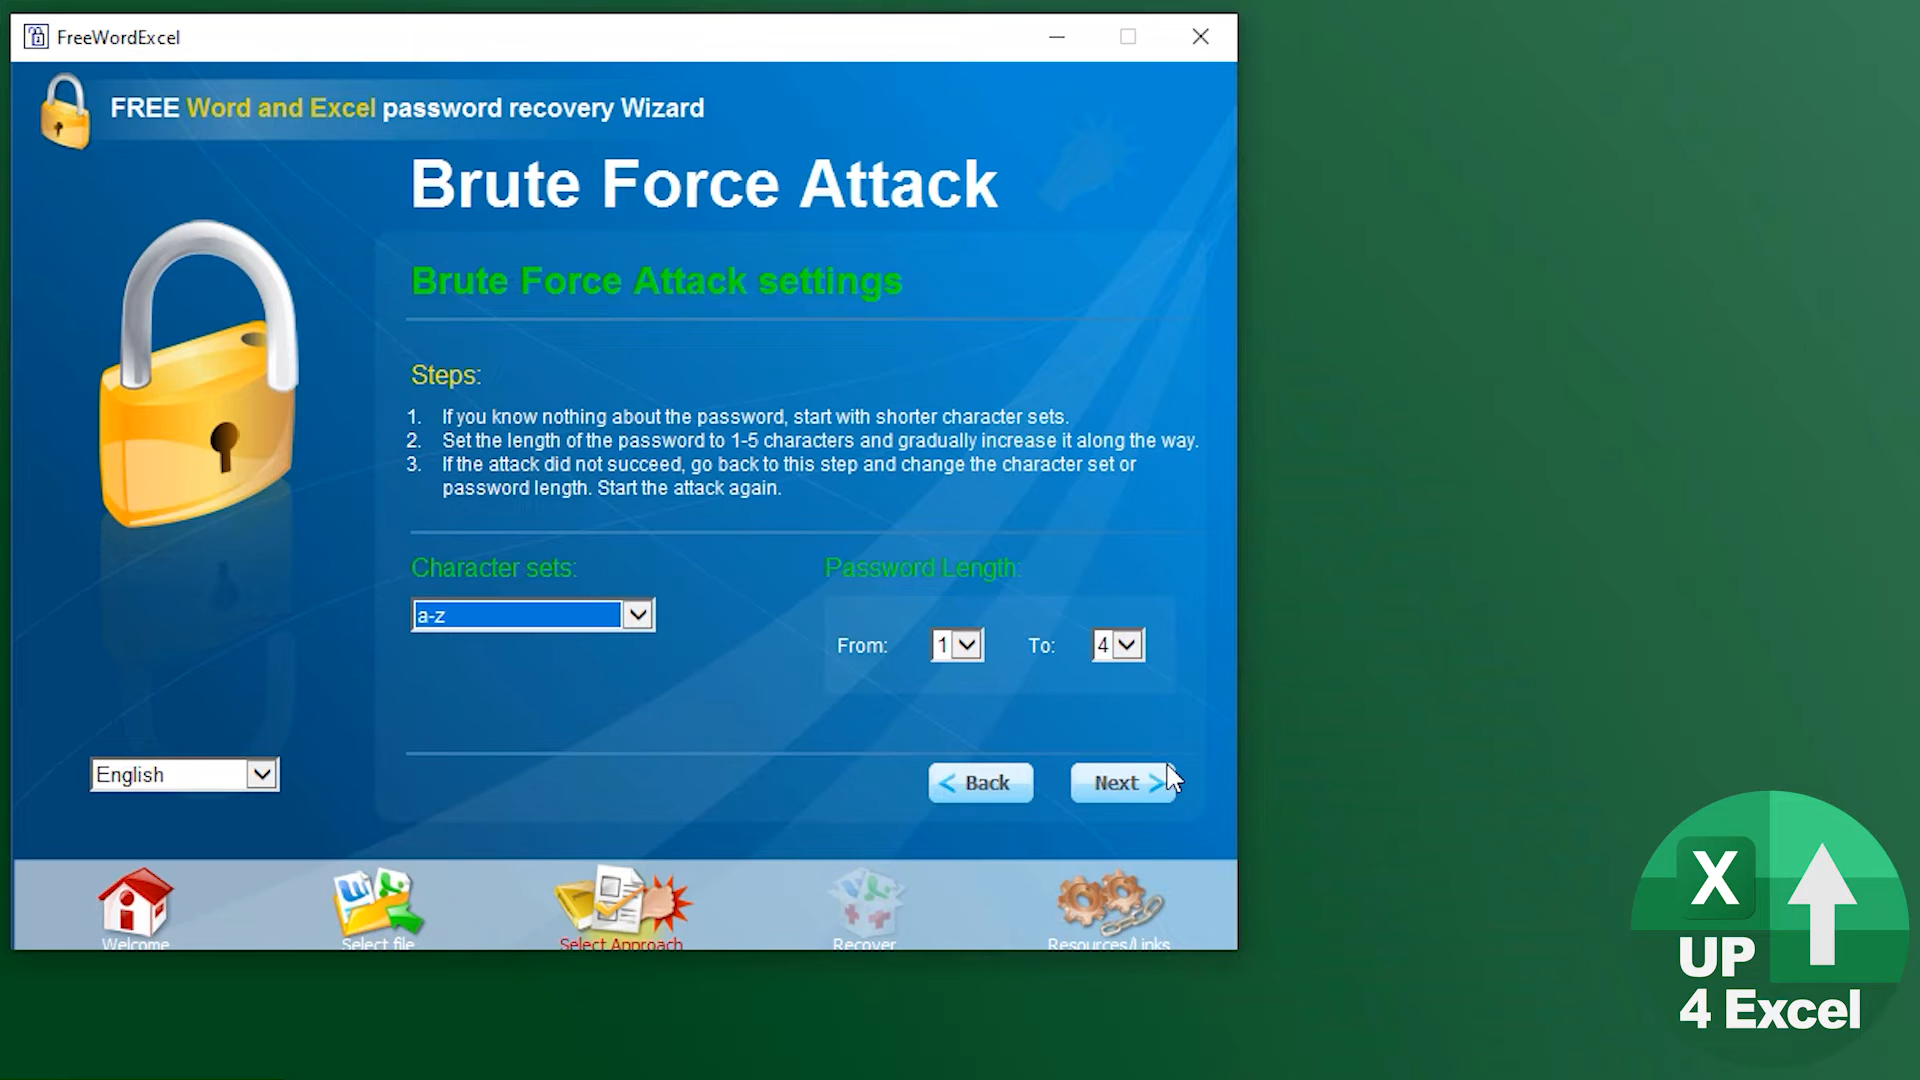 FreeWordExcel
FREE Word and Excel password recovery Wizard
Brute Force Attack
Brute Force Attack settings
Steps:
1. If you know nothing about the password, start with shorter character sets.
2. Set the length of the password to 1-5 characters and gradually increase it along the way.
3. If the attack did not succeed, go back to this step and change the character set or
password length. Start the attack again.
Character sets:
Password Length:
a-z
From: 1 To: 4
English
< Back
Next >
Welcome
Select file
Select Approach
Recover
Resources/Links
X
UP
4 Excel